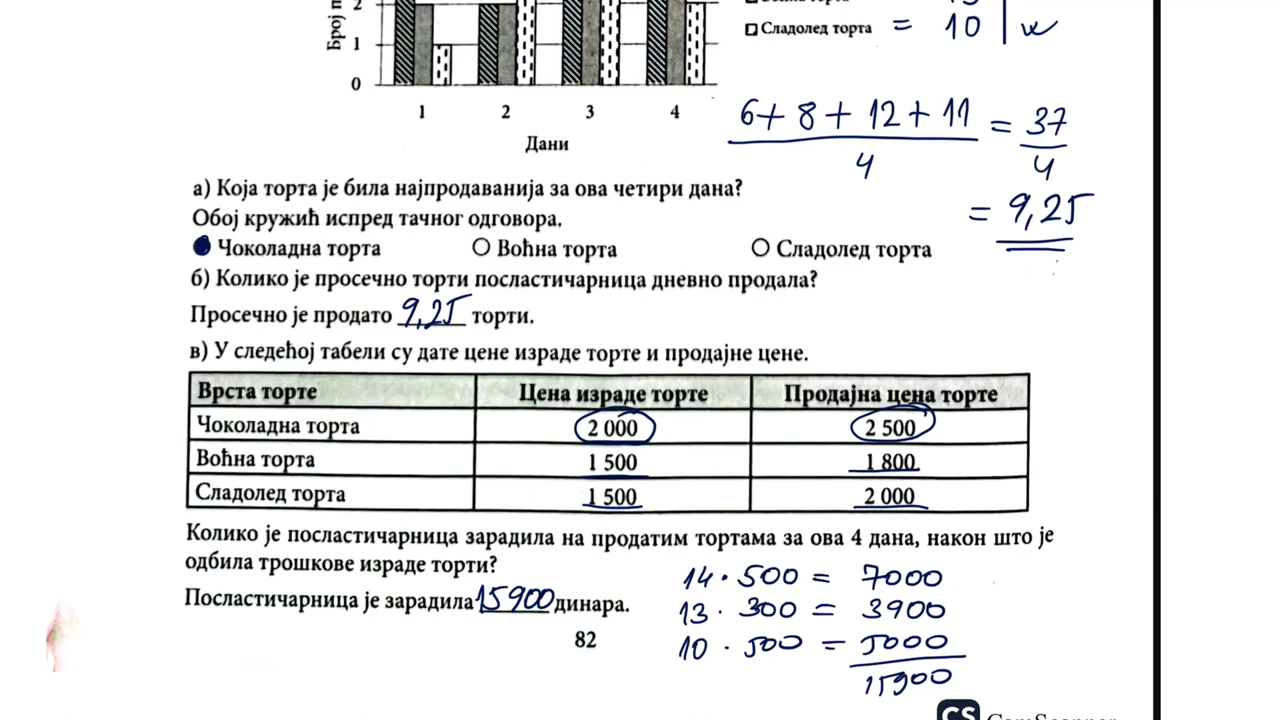 2
1
0
1 2 3 4
Дани
Сладолед торта = 10
6 + 8 + 12 + 11 / 4 = 37 / 4
= 9,25
а) Која торта је била најпродаванија за ова четири дана?
Обој кружић испред тачног одговора.
Чоколадна торта Воћна торта Сладолед торта
б) Колико је просечно торти посластичарница дневно продала?
Просечно је продато 9,25 торти.
в) У следећој табели су дате цене израде торте и продајне цене.
Врста торте Цена израде торте Продајна цена торте
Чоколадна торта 2 000 2 500
Воћна торта 1 500 1 800
Сладолед торта 1 500 2 000
Колико је посластичарница зарадила на продатим тортама за ова 4 дана, након што је
одбила трошкове израде торти?
Посластичарница је зарадила 15900 динара.
14 · 500 = 7000
13 · 300 = 3900
10 · 500 = 5000
15900
82
CS